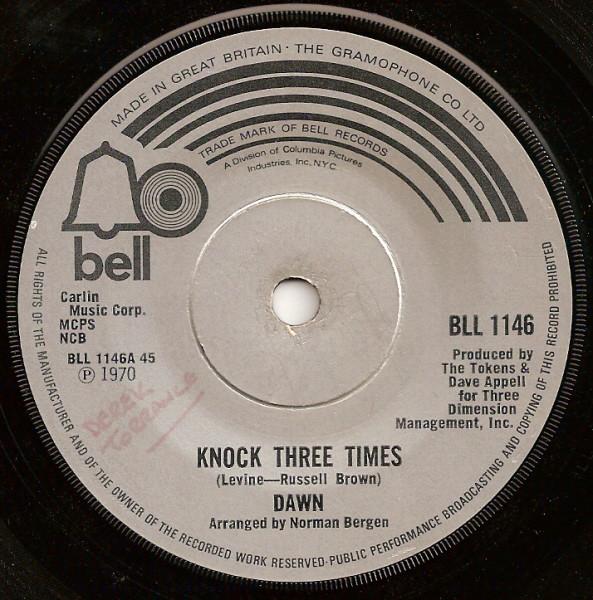 MADE IN GREAT BRITAIN · THE GRAMOPHONE CO LTD
TRADE MARK OF BELL RECORDS
A Division of Columbia Pictures
Industries, Inc, N.Y.C.
bell
Carlin
Music Corp.
MCPS
NCB
BLL 1146A 45
Ⓟ 1970
DEREK
TORRANCE
BLL 1146
Produced by
The Tokens &
Dave Appell
for Three
Dimension
Management, Inc.
KNOCK THREE TIMES
(Levine—Russell Brown)
DAWN
Arranged by Norman Bergen
ALL RIGHTS OF THE MANUFACTURER AND OF THE OWNER OF THE RECORDED WORK RESERVED·PUBLIC PERFORMANCE BROADCASTING AND COPYING OF THIS RECORD PROHIBITED